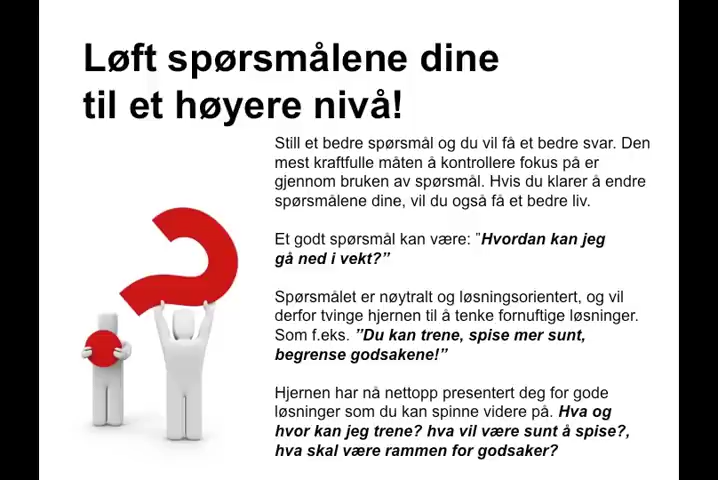 Løft spørsmålene dine
til et høyere nivå!
Still et bedre spørsmål og du vil få et bedre svar. Den
mest kraftfulle måten å kontrollere fokus på er
gjennom bruken av spørsmål. Hvis du klarer å endre
spørsmålene dine, vil du også få et bedre liv.
Et godt spørsmål kan være: ”Hvordan kan jeg
gå ned i vekt?”
Spørsmålet er nøytralt og løsningsorientert, og vil
derfor tvinge hjernen til å tenke fornuftige løsninger.
Som f.eks. ”Du kan trene, spise mer sunt,
begrense godsakene!”
Hjernen har nå nettopp presentert deg for gode
løsninger som du kan spinne videre på. Hva og
hvor kan jeg trene? hva vil være sunt å spise?,
hva skal være rammen for godsaker?